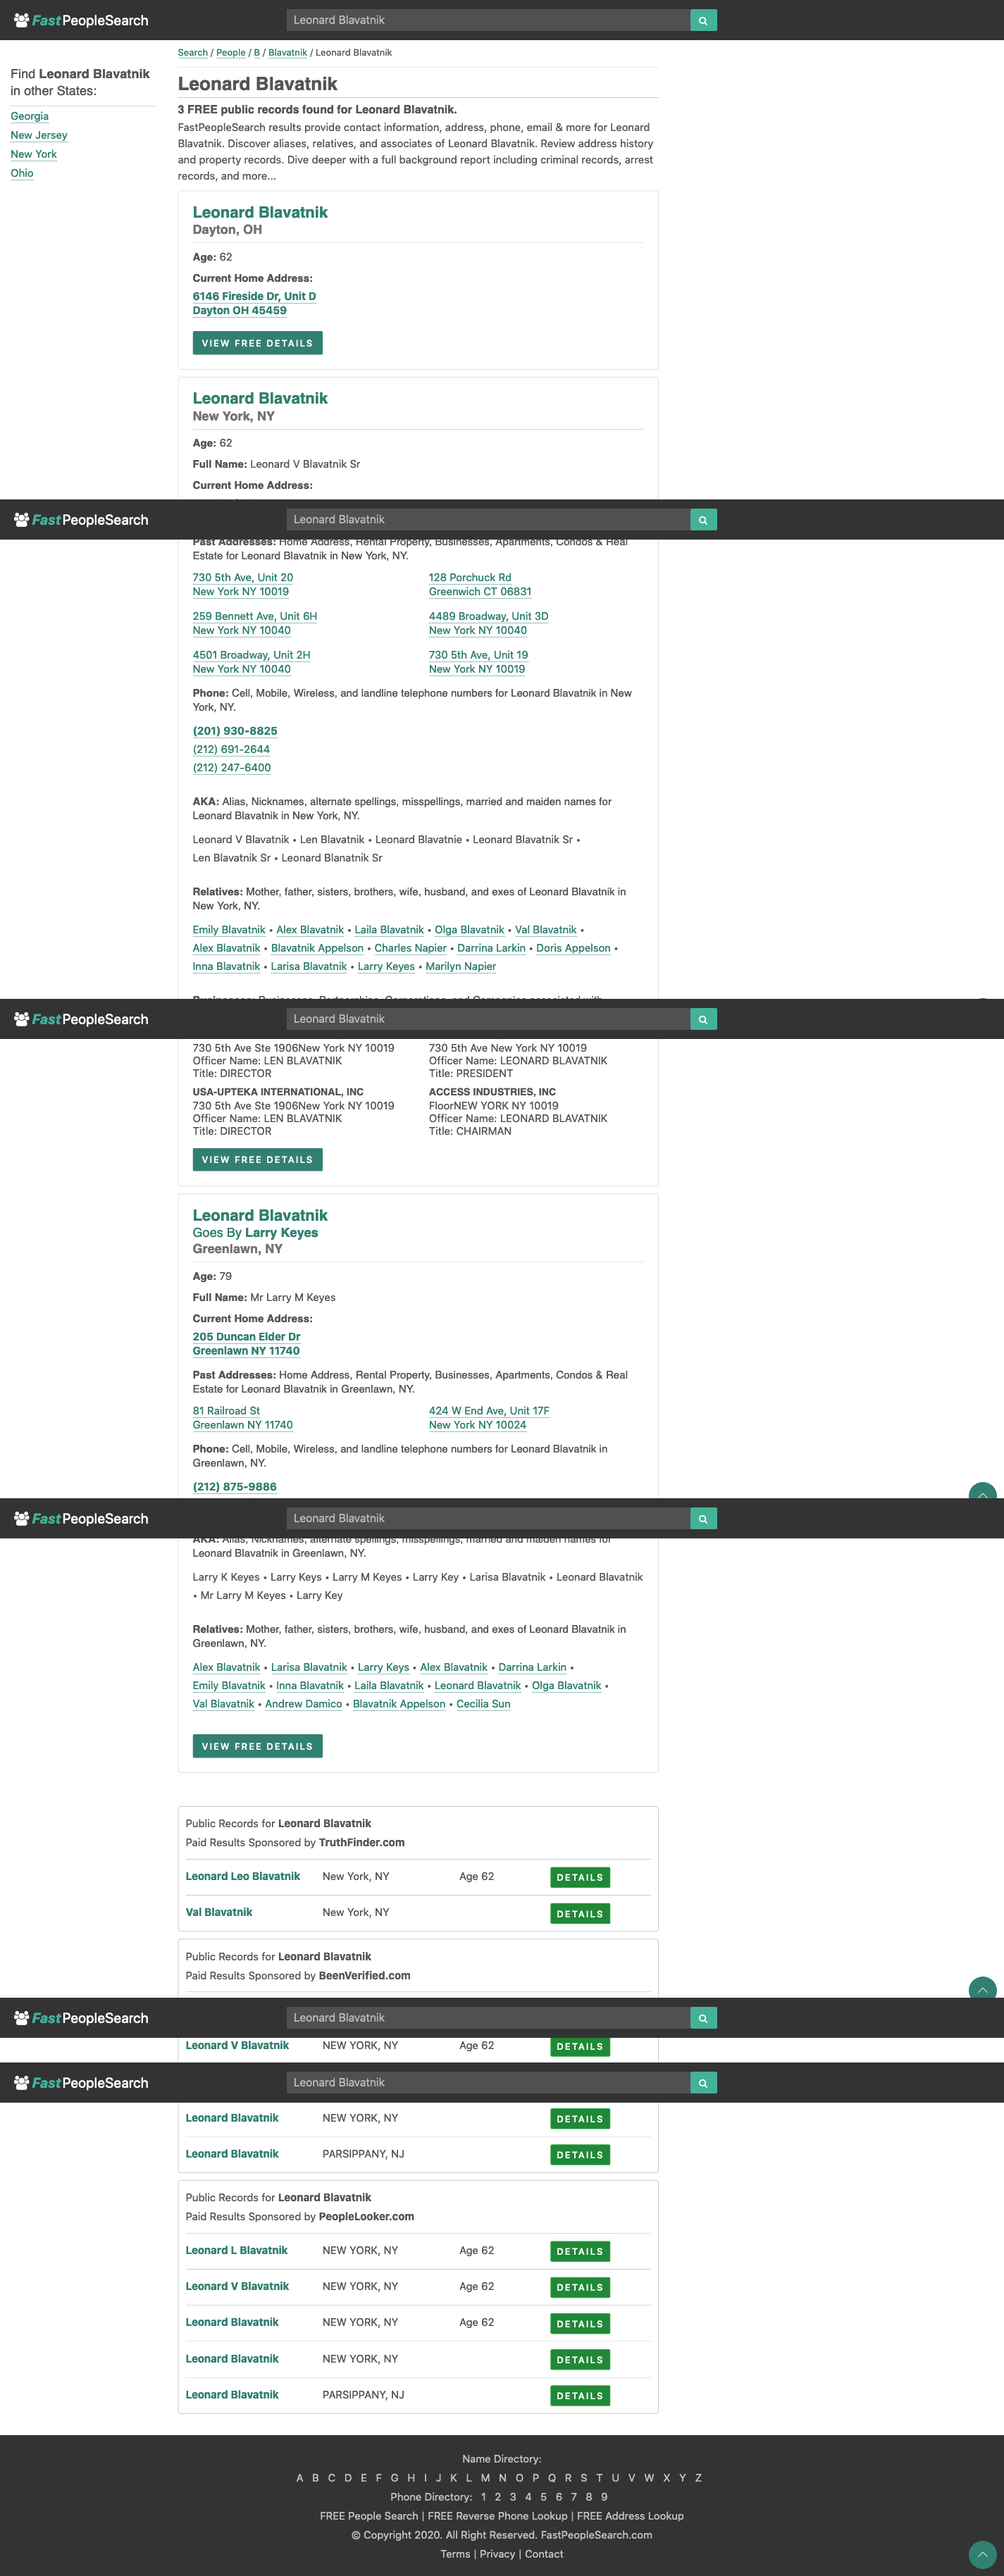 FastPeopleSearch
Leonard Blavatnik
Search / People / B / Blavatnik / Leonard Blavatnik
Find Leonard Blavatnik
in other States:
Georgia
New Jersey
New York
Ohio
Leonard Blavatnik
3 FREE public records found for Leonard Blavatnik.
FastPeopleSearch results provide contact information, address, phone, email & more for Leonard
Blavatnik. Discover aliases, relatives, and associates of Leonard Blavatnik. Review address history
and property records. Dive deeper with a full background report including criminal records, arrest
records, and more...
Leonard Blavatnik
Dayton, OH
Age: 62
Current Home Address:
6146 Fireside Dr, Unit D
Dayton OH 45459
VIEW FREE DETAILS
Leonard Blavatnik
New York, NY
Age: 62
Full Name: Leonard V Blavatnik Sr
Current Home Address:
FastPeopleSearch
Leonard Blavatnik
Past Addresses: Home Address, Rental Property, Businesses, Apartments, Condos & Real
Estate for Leonard Blavatnik in New York, NY.
730 5th Ave, Unit 20
New York NY 10019
128 Porchuck Rd
Greenwich CT 06831
259 Bennett Ave, Unit 6H
New York NY 10040
4489 Broadway, Unit 3D
New York NY 10040
4501 Broadway, Unit 2H
New York NY 10040
730 5th Ave, Unit 19
New York NY 10019
Phone: Cell, Mobile, Wireless, and landline telephone numbers for Leonard Blavatnik in New
York, NY.
(201) 930-8825
(212) 691-2644
(212) 247-6400
AKA: Alias, Nicknames, alternate spellings, misspellings, married and maiden names for
Leonard Blavatnik in New York, NY.
Leonard V Blavatnik • Len Blavatnik • Leonard Blavatnie • Leonard Blavatnik Sr •
Len Blavatnik Sr • Leonard Blanatnik Sr
Relatives: Mother, father, sisters, brothers, wife, husband, and exes of Leonard Blavatnik in
New York, NY.
Emily Blavatnik • Alex Blavatnik • Laila Blavatnik • Olga Blavatnik • Val Blavatnik •
Alex Blavatnik • Blavatnik Appelson • Charles Napier • Darrina Larkin • Doris Appelson •
Inna Blavatnik • Larisa Blavatnik • Larry Keyes • Marilyn Napier
Businesses: Businesses, Partnerships, Corporations, and Companies associated with
FastPeopleSearch
Leonard Blavatnik
730 5th Ave Ste 1906New York NY 10019
Officer Name: LEN BLAVATNIK
Title: DIRECTOR
730 5th Ave New York NY 10019
Officer Name: LEONARD BLAVATNIK
Title: PRESIDENT
USA-UPTEKA INTERNATIONAL, INC
730 5th Ave Ste 1906New York NY 10019
Officer Name: LEN BLAVATNIK
Title: DIRECTOR
ACCESS INDUSTRIES, INC
FloorNEW YORK NY 10019
Officer Name: LEONARD BLAVATNIK
Title: CHAIRMAN
VIEW FREE DETAILS
Leonard Blavatnik
Goes By Larry Keyes
Greenlawn, NY
Age: 79
Full Name: Mr Larry M Keyes
Current Home Address:
205 Duncan Elder Dr
Greenlawn NY 11740
Past Addresses: Home Address, Rental Property, Businesses, Apartments, Condos & Real
Estate for Leonard Blavatnik in Greenlawn, NY.
81 Railroad St
Greenlawn NY 11740
424 W End Ave, Unit 17F
New York NY 10024
Phone: Cell, Mobile, Wireless, and landline telephone numbers for Leonard Blavatnik in
Greenlawn, NY.
(212) 875-9886
FastPeopleSearch
Leonard Blavatnik
AKA: Alias, Nicknames, alternate spellings, misspellings, married and maiden names for
Leonard Blavatnik in Greenlawn, NY.
Larry K Keyes • Larry Keys • Larry M Keyes • Larry Key • Larisa Blavatnik • Leonard Blavatnik
• Mr Larry M Keyes • Larry Key
Relatives: Mother, father, sisters, brothers, wife, husband, and exes of Leonard Blavatnik in
Greenlawn, NY.
Alex Blavatnik • Larisa Blavatnik • Larry Keys • Alex Blavatnik • Darrina Larkin •
Emily Blavatnik • Inna Blavatnik • Laila Blavatnik • Leonard Blavatnik • Olga Blavatnik •
Val Blavatnik • Andrew Damico • Blavatnik Appelson • Cecilia Sun
VIEW FREE DETAILS
Public Records for Leonard Blavatnik
Paid Results Sponsored by TruthFinder.com
Leonard Leo Blavatnik New York, NY Age 62 DETAILS
Val Blavatnik New York, NY DETAILS
Public Records for Leonard Blavatnik
Paid Results Sponsored by BeenVerified.com
FastPeopleSearch
Leonard Blavatnik
Leonard V Blavatnik NEW YORK, NY Age 62 DETAILS
FastPeopleSearch
Leonard Blavatnik
Leonard Blavatnik NEW YORK, NY DETAILS
Leonard Blavatnik PARSIPPANY, NJ DETAILS
Public Records for Leonard Blavatnik
Paid Results Sponsored by PeopleLooker.com
Leonard L Blavatnik NEW YORK, NY Age 62 DETAILS
Leonard V Blavatnik NEW YORK, NY Age 62 DETAILS
Leonard Blavatnik NEW YORK, NY Age 62 DETAILS
Leonard Blavatnik NEW YORK, NY DETAILS
Leonard Blavatnik PARSIPPANY, NJ DETAILS
Name Directory:
A B C D E F G H I J K L M N O P Q R S T U V W X Y Z
Phone Directory: 1 2 3 4 5 6 7 8 9
FREE People Search | FREE Reverse Phone Lookup | FREE Address Lookup
© Copyright 2020. All Right Reserved. FastPeopleSearch.com
Terms | Privacy | Contact